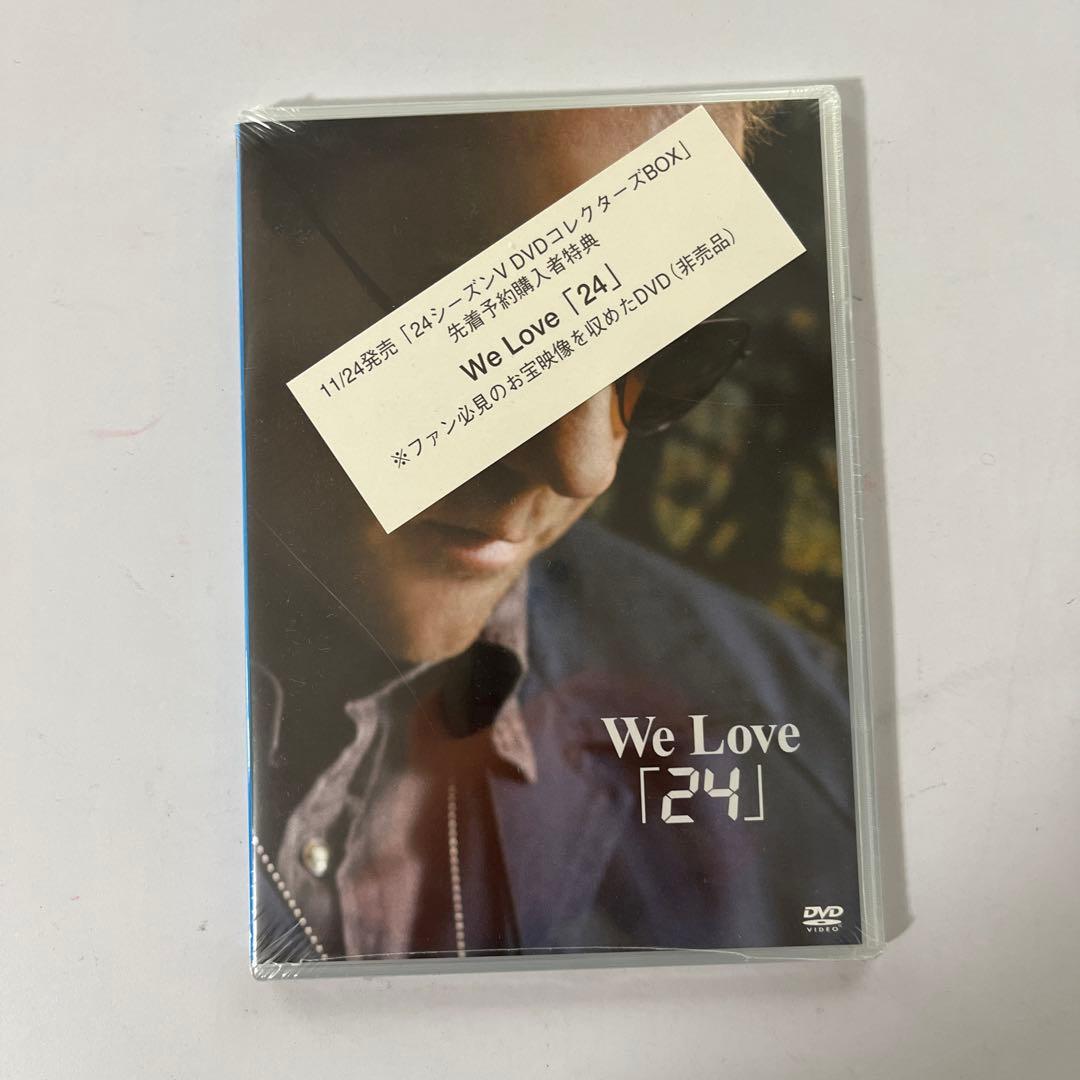 11/24発売「24シーズンV DVDコレクターズBOX」
先着予約購入者特典
We Love「24」
※ファン必見のお宝映像を収めたDVD(非売品)
We Love
「24」
DVD
VIDEO